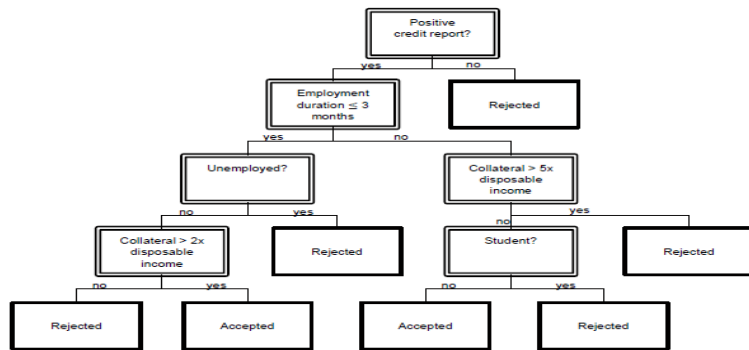 Positive
credit report?
yes
no
Employment
duration ≤ 3
months
Rejected
yes
no
Unemployed?
Collateral > 5x
disposable
income
no
yes
no
yes
Collateral > 2x
disposable
income
Rejected
Student?
Rejected
no
yes
no
yes
Rejected
Accepted
Accepted
Rejected